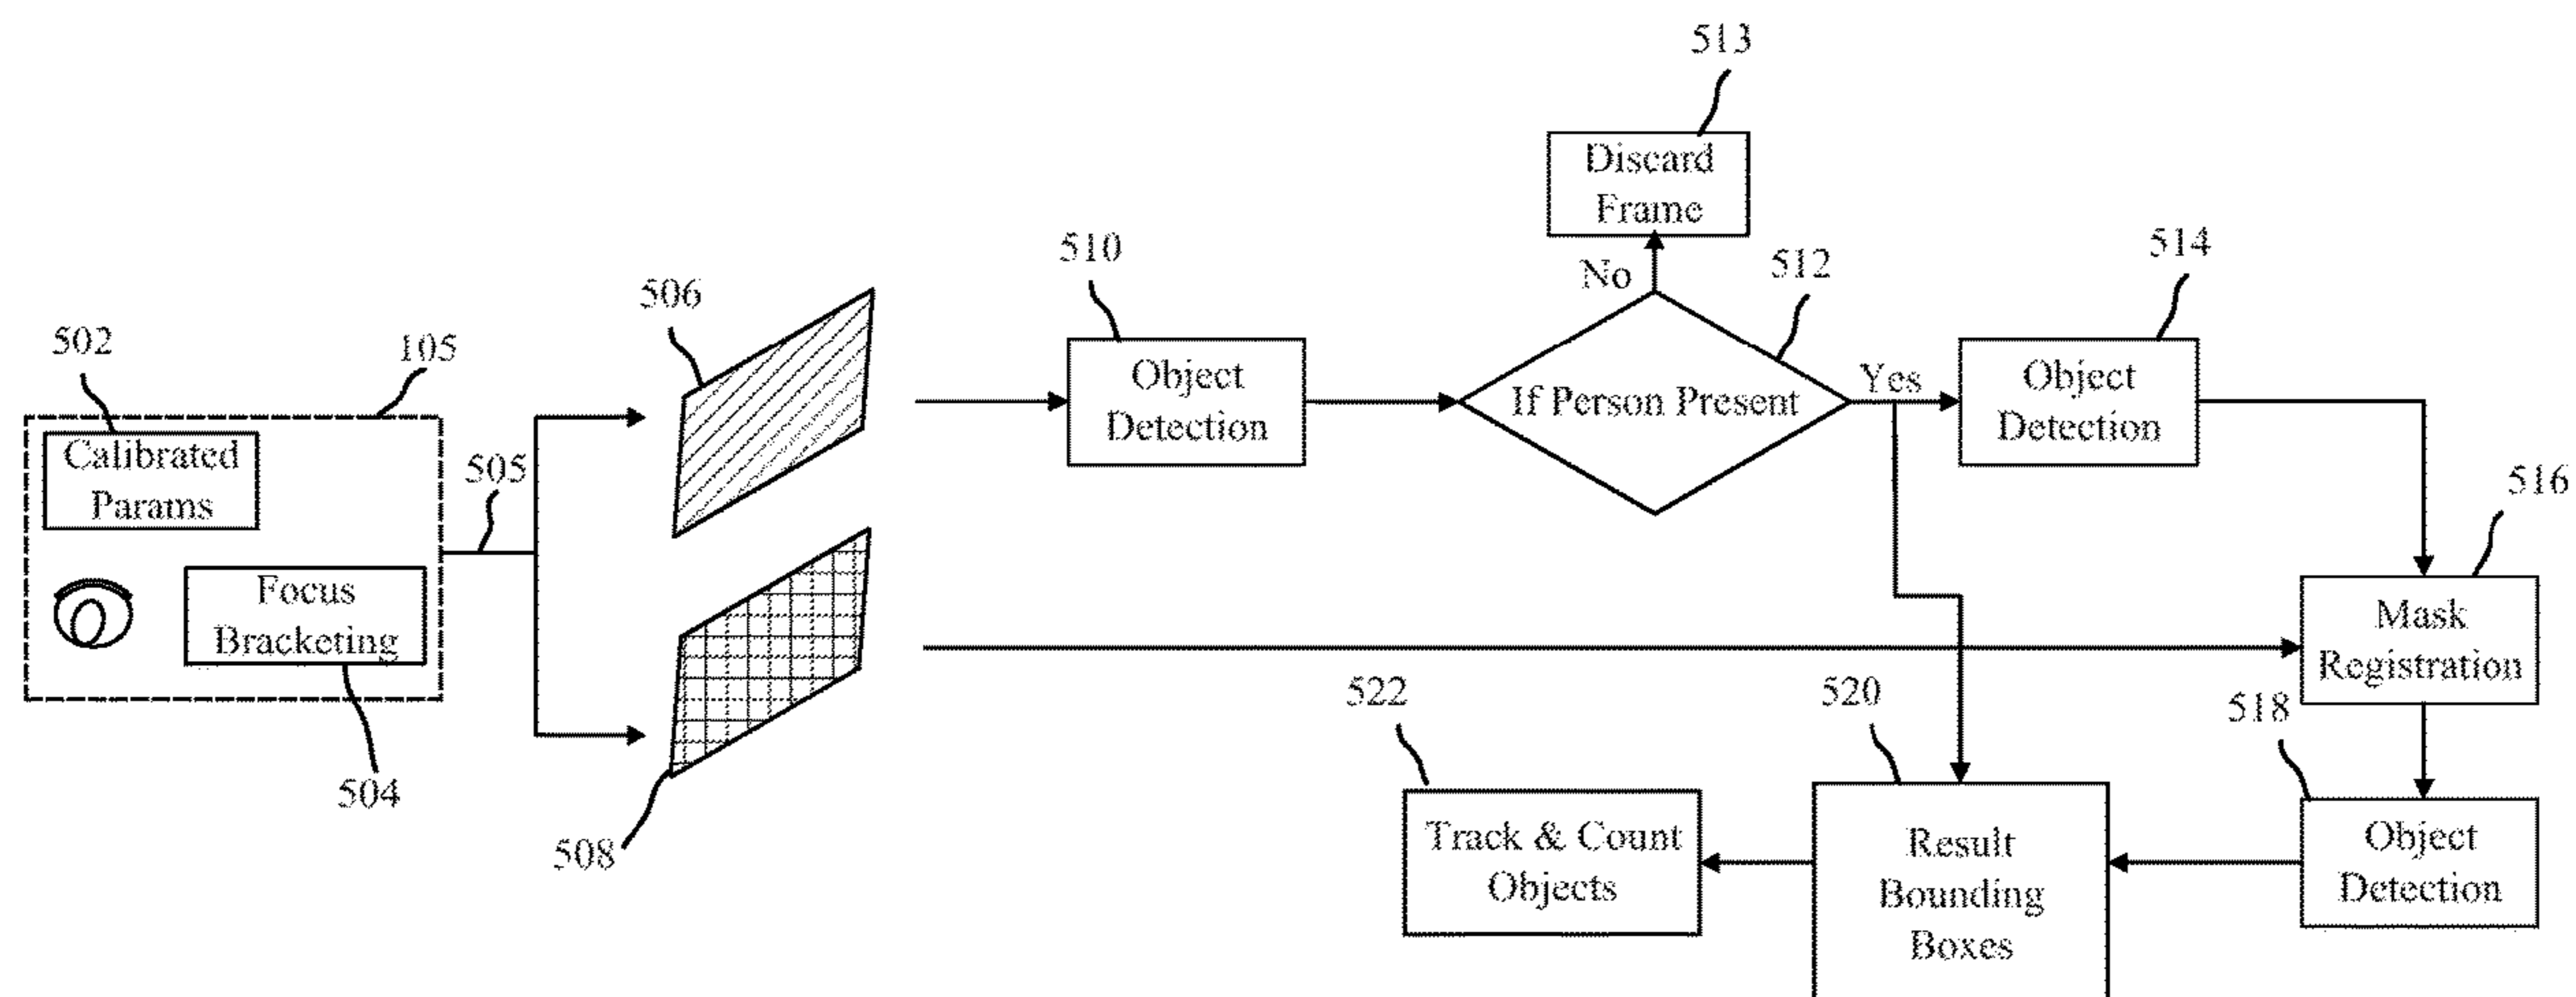 513
Discard
Frame
No
510
512
514
506
Object
Detection
If Person Present
Yes
Object
Detection
502
105
Calibrated
Params
505
516
Focus
Bracketing
504
Mask
Registration
508
522
520
518
Track & Count
Objects
Result
Bounding
Boxes
Object
Detection